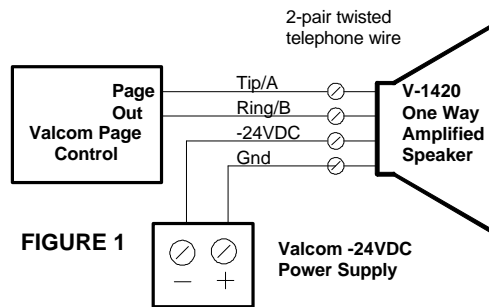 2-pair twisted
telephone wire
Page
Out
Valcom Page
Control
Tip/A
Ring/B
-24VDC
Gnd
V-1420
One Way
Amplified
Speaker
FIGURE 1
− +
Valcom -24VDC
Power Supply